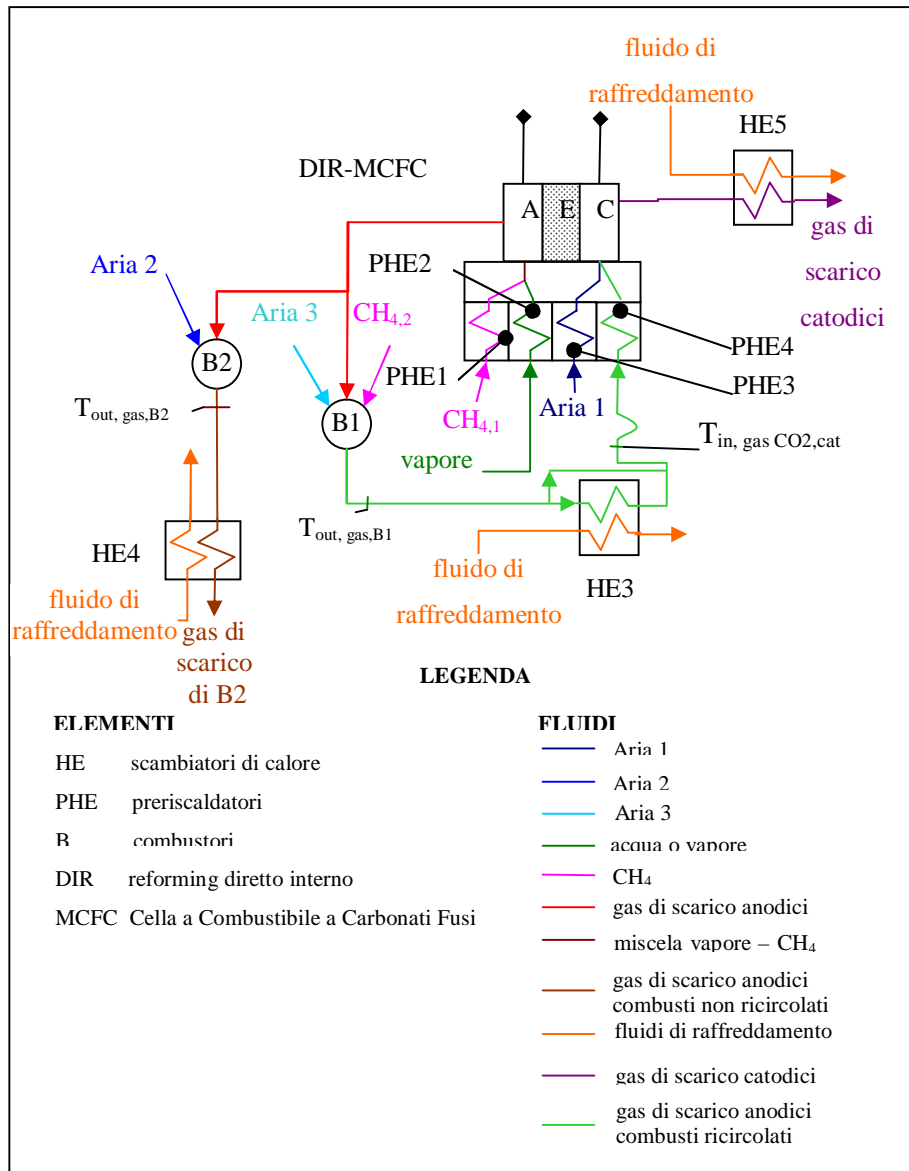 fluido di
raffreddamento
HE5
DIR-MCFC
A E C
gas di
scarico
catodici
PHE2
Aria 2
Aria 3
CH4,2
B2
PHE4
PHE1
PHE3
CH4,1
Aria 1
Tout, gas,B2
B1
Tin, gas CO2,cat
vapore
Tout, gas,B1
HE4
fluido di
raffreddamento
HE3
fluido di
raffreddamento
gas di
scarico
di B2
LEGENDA
ELEMENTI
HE scambiatori di calore
PHE preriscaldatori
B combustori
DIR reforming diretto interno
MCFC Cella a Combustibile a Carbonati Fusi
FLUIDI
Aria 1
Aria 2
Aria 3
acqua o vapore
CH4
gas di scarico anodici
miscela vapore – CH4
gas di scarico anodici
combusti non ricircolati
fluidi di raffreddamento
gas di scarico catodici
gas di scarico anodici
combusti ricircolati